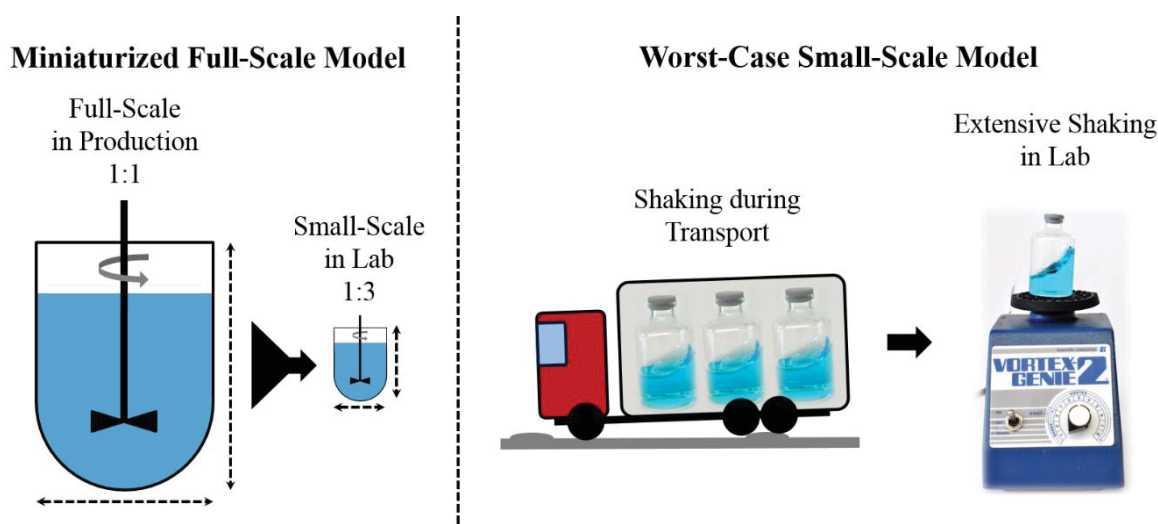 Miniaturized Full-Scale Model
Full-Scale
in Production
1:1
Small-Scale
in Lab
1:3
Worst-Case Small-Scale Model
Shaking during
Transport
Extensive Shaking
in Lab
VORTEX-
GENIE 2